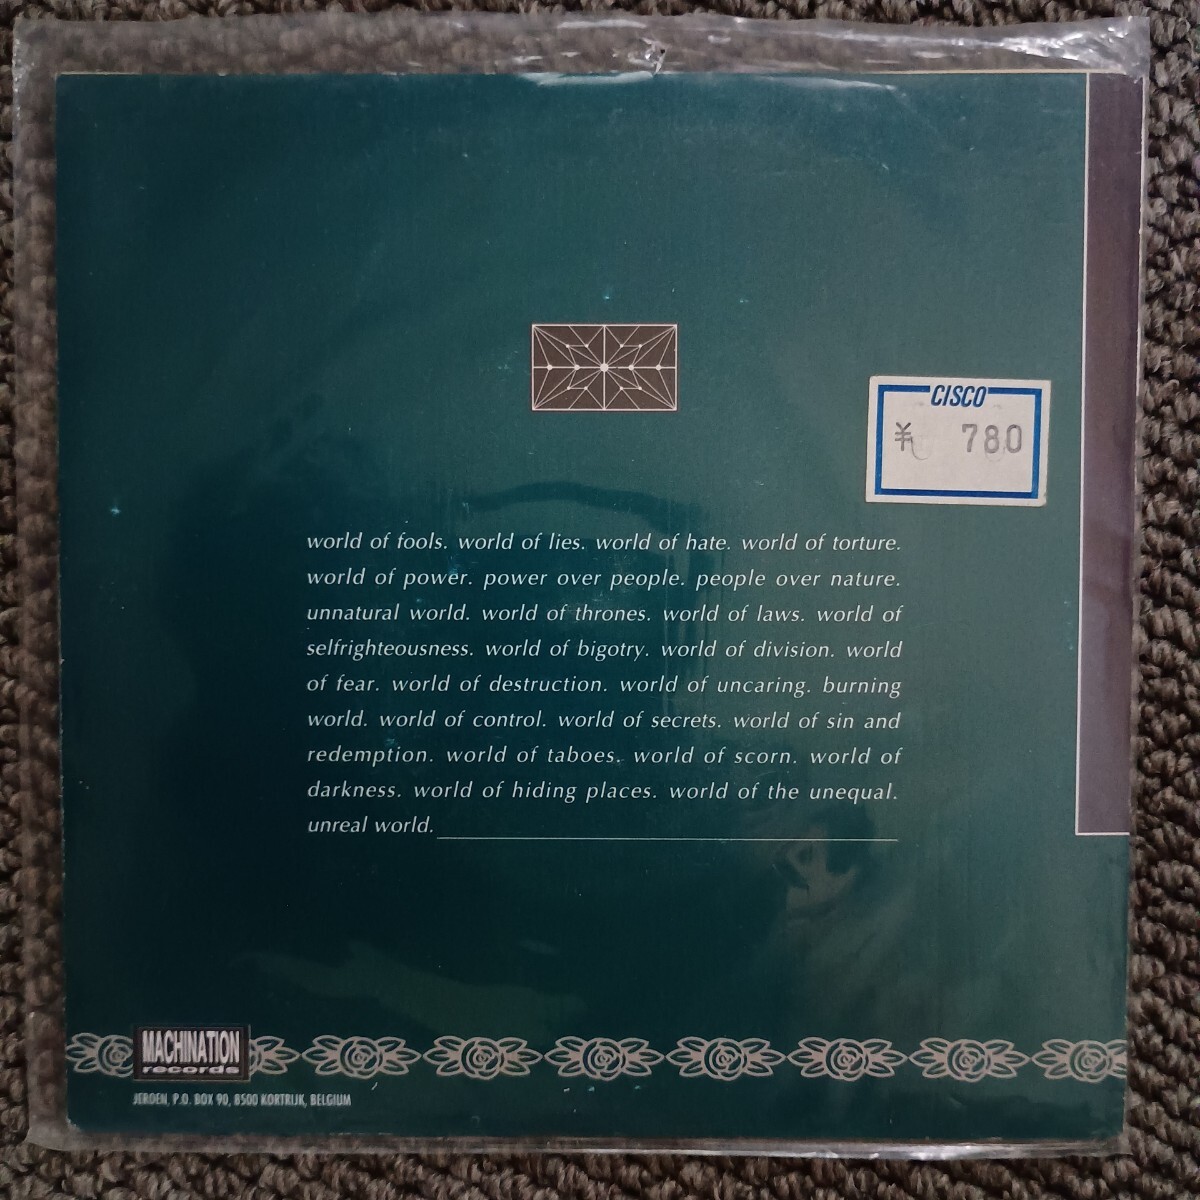 CISCO
¥ 780
world of fools. world of lies. world of hate. world of torture.
world of power. power over people. people over nature.
unnatural world. world of thrones. world of laws. world of
selfrighteousness. world of bigotry. world of division. world
of fear. world of destruction. world of uncaring. burning
world. world of control. world of secrets. world of sin and
redemption. world of taboes. world of scorn. world of
darkness. world of hiding places. world of the unequal.
unreal world.
MACHINATION
records
JEROEN, P.O. BOX 90, 8500 KORTRIJK, BELGIUM